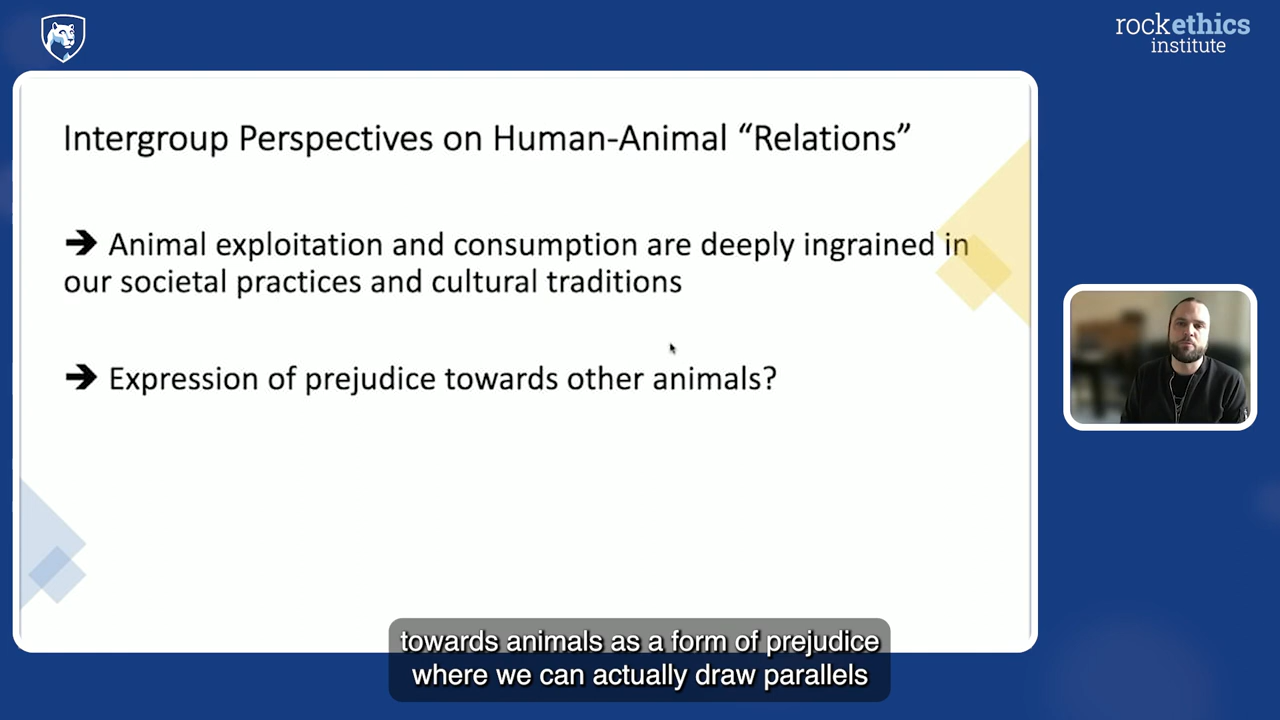 rockethics
institute
Intergroup Perspectives on Human-Animal “Relations”
➔ Animal exploitation and consumption are deeply ingrained in
our societal practices and cultural traditions
➔ Expression of prejudice towards other animals?
towards animals as a form of prejudice
where we can actually draw parallels